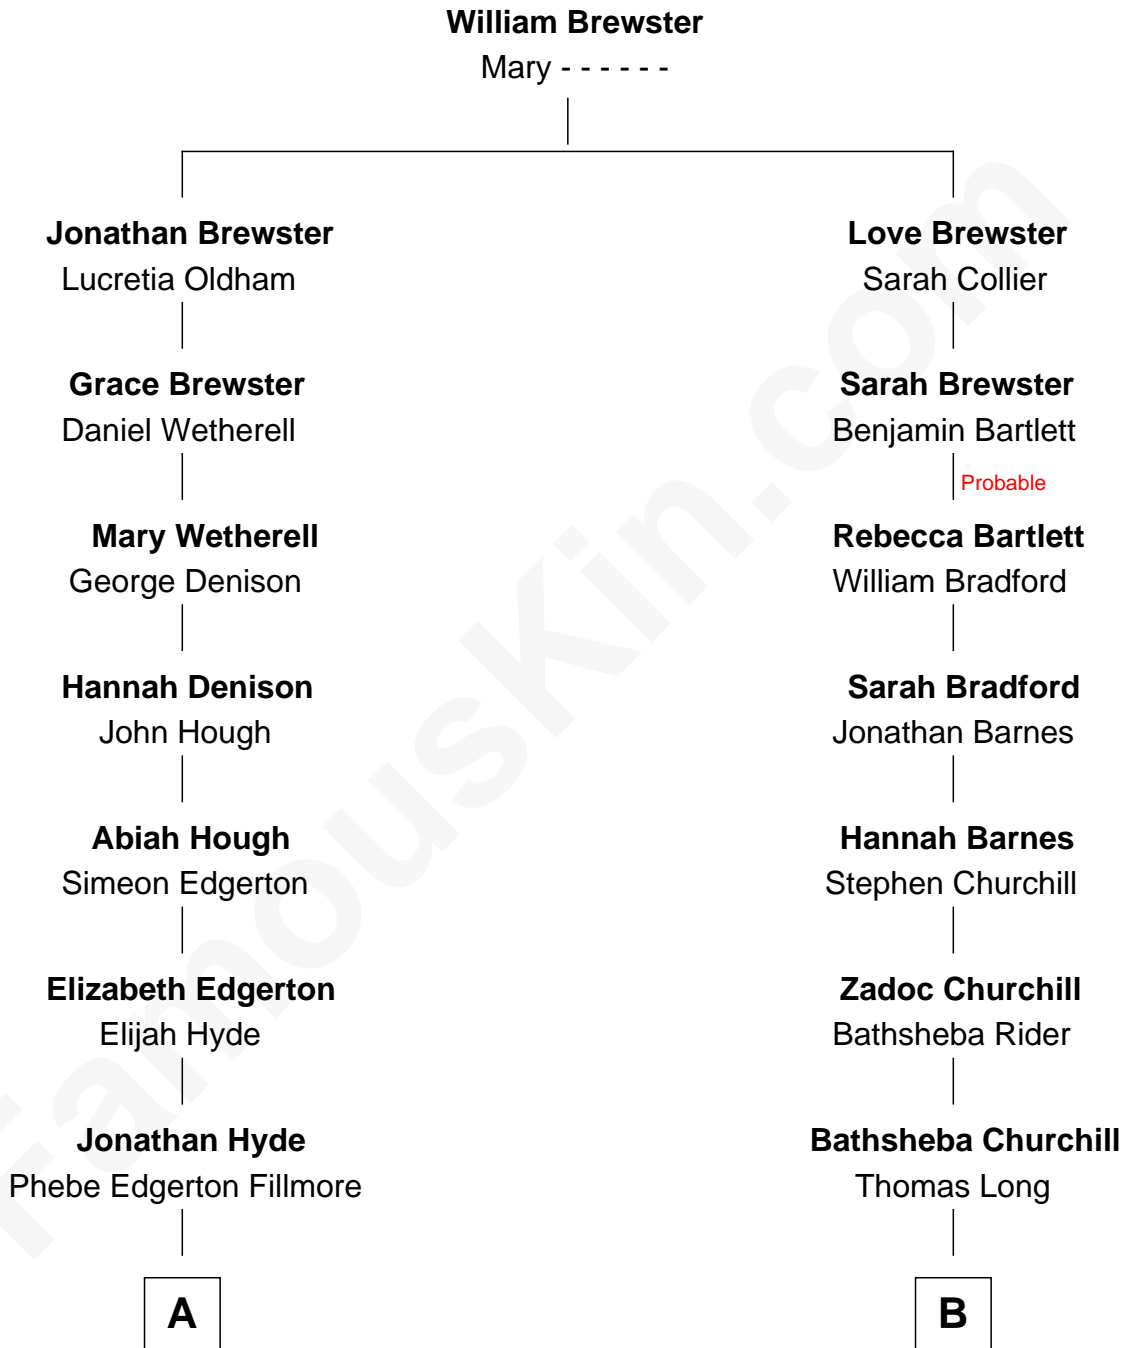 William Brewster
Mary - - - - - -
Jonathan Brewster
Lucretia Oldham
Love Brewster
Sarah Collier
Grace Brewster
Daniel Wetherell
Sarah Brewster
Benjamin Bartlett
Probable
Mary Wetherell
George Denison
Rebecca Bartlett
William Bradford
Hannah Denison
John Hough
Sarah Bradford
Jonathan Barnes
Abiah Hough
Simeon Edgerton
Hannah Barnes
Stephen Churchill
Elizabeth Edgerton
Elijah Hyde
Zadoc Churchill
Bathsheba Rider
Jonathan Hyde
Phebe Edgerton Fillmore
Bathsheba Churchill
Thomas Long
A
B
FamousKin.com